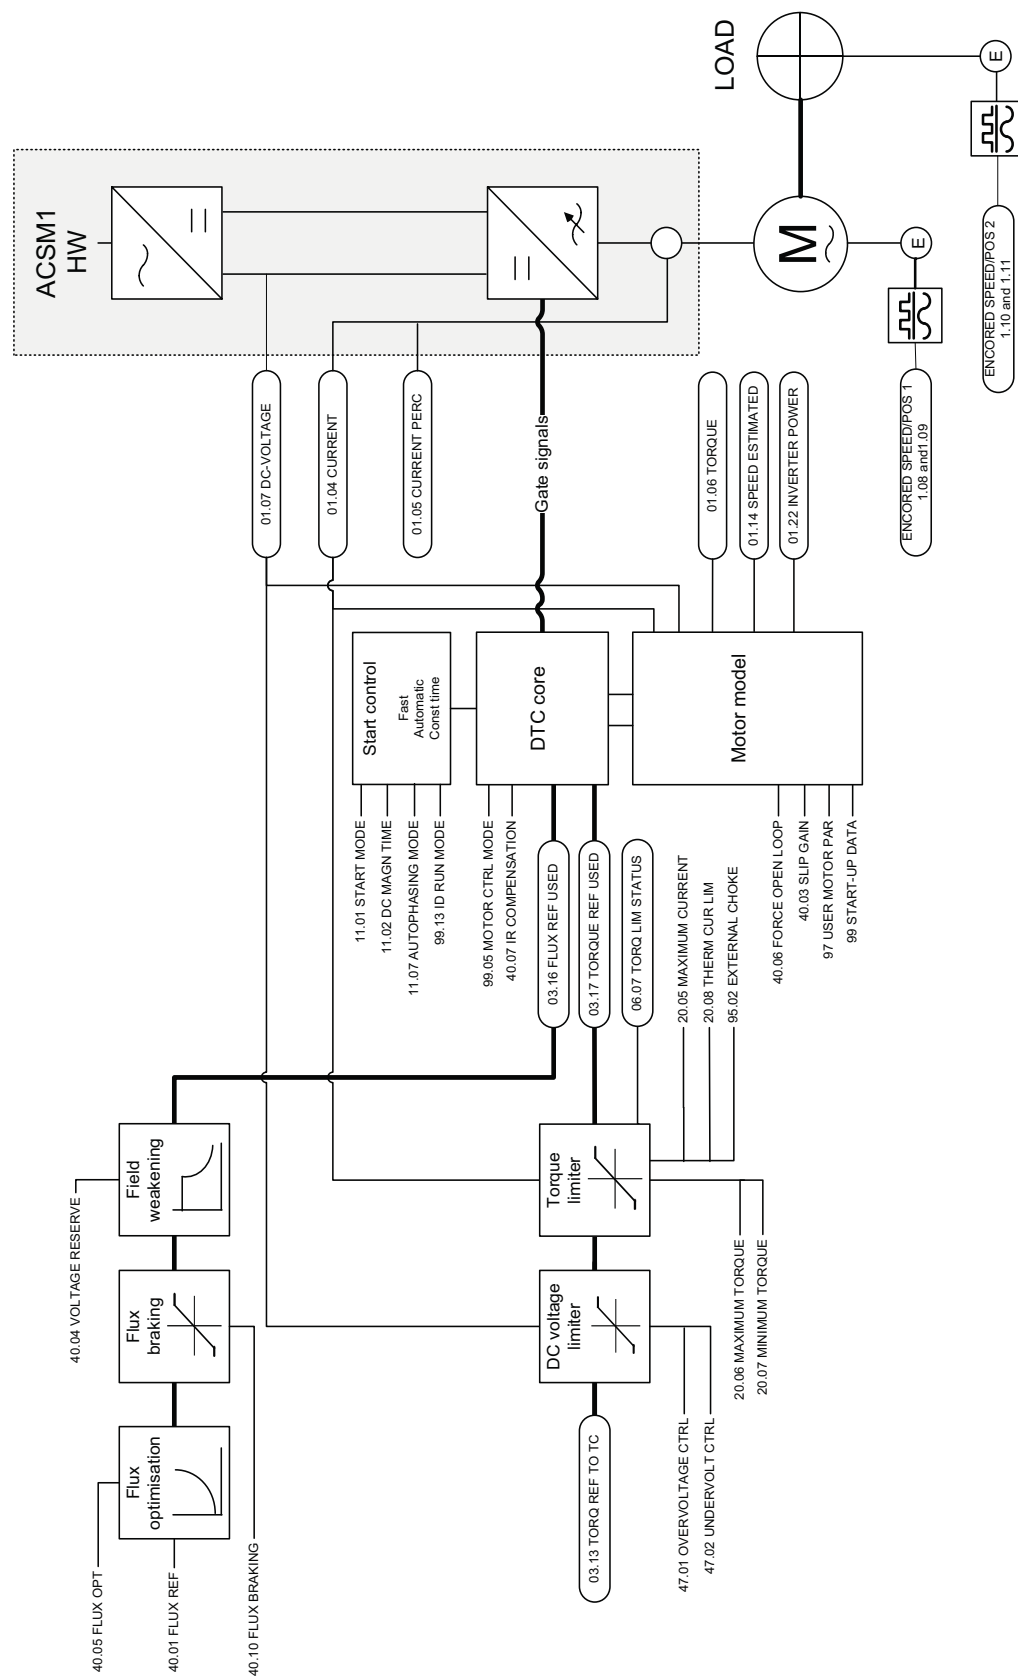 40.05 FLUX OPT
40.01 FLUX REF
40.10 FLUX BRAKING
Flux
optimisation
Flux
braking
40.04 VOLTAGE RESERVE
Field
weakening
03.13 TORQ REF TO TC
47.01 OVERVOLTAGE CTRL
47.02 UNDERVOLT CTRL
DC voltage
limiter
Torque
limiter
20.06 MAXIMUM TORQUE
20.07 MINIMUM TORQUE
20.05 MAXIMUM CURRENT
20.08 THERM CUR LIM
95.02 EXTERNAL CHOKE
11.01 START MODE
11.02 DC MAGN TIME
11.07 AUTOPHASING MODE
99.13 ID RUN MODE
99.05 MOTOR CTRL MODE
40.07 IR COMPENSATION
03.16 FLUX REF USED
03.17 TORQUE REF USED
06.07 TORQ LIM STATUS
40.06 FORCE OPEN LOOP
40.03 SLIP GAIN
97 USER MOTOR PAR
99 START-UP DATA
Start control
Fast
Automatic
Const time
DTC core
Motor model
01.07 DC-VOLTAGE
01.04 CURRENT
01.05 CURRENT PERC
Gate signals
01.06 TORQUE
01.14 SPEED ESTIMATED
01.22 INVERTER POWER
ENCORED SPEED/POS 1
1.08 and1.09
ENCORED SPEED/POS 2
1.10 and 1.11
ACSM1
HW
M
E
LOAD
E